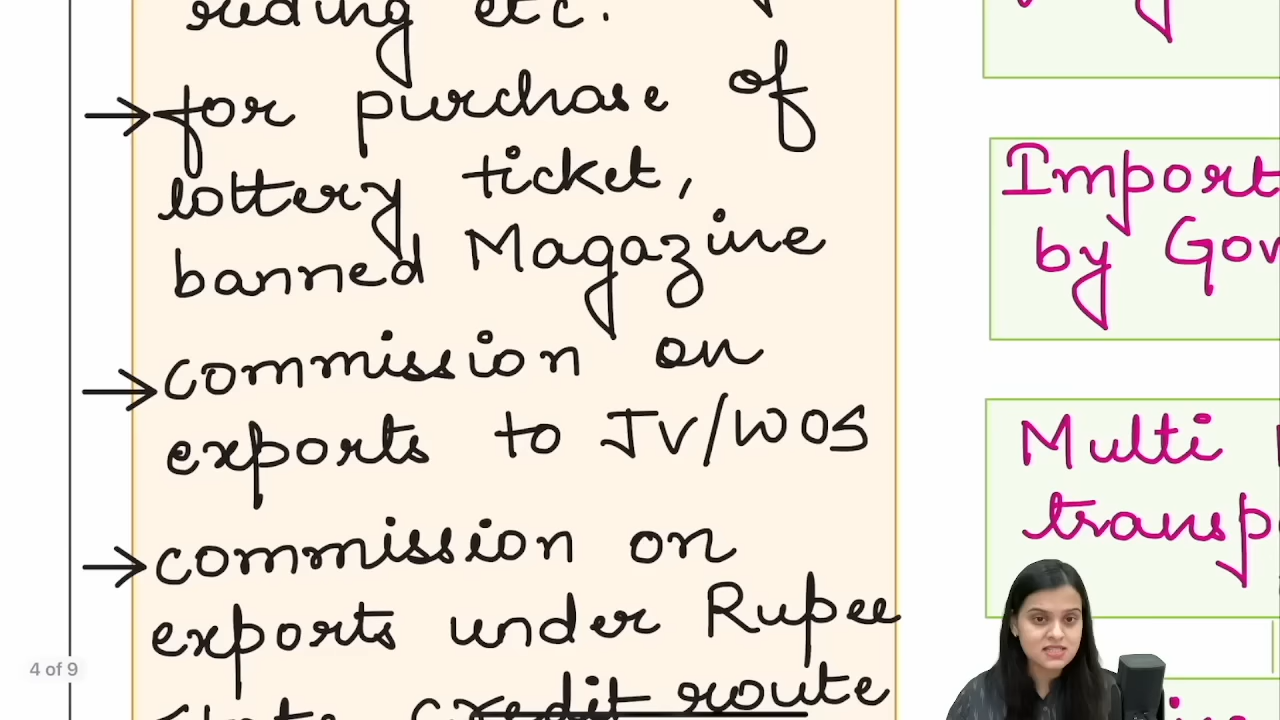 riding etc.
for purchase of
lottery ticket,
banned Magazine
commission on
exports to JV/WOS
commission on
exports under Rupee
state credit route
Import
by Gov
Multi
transp
4 of 9